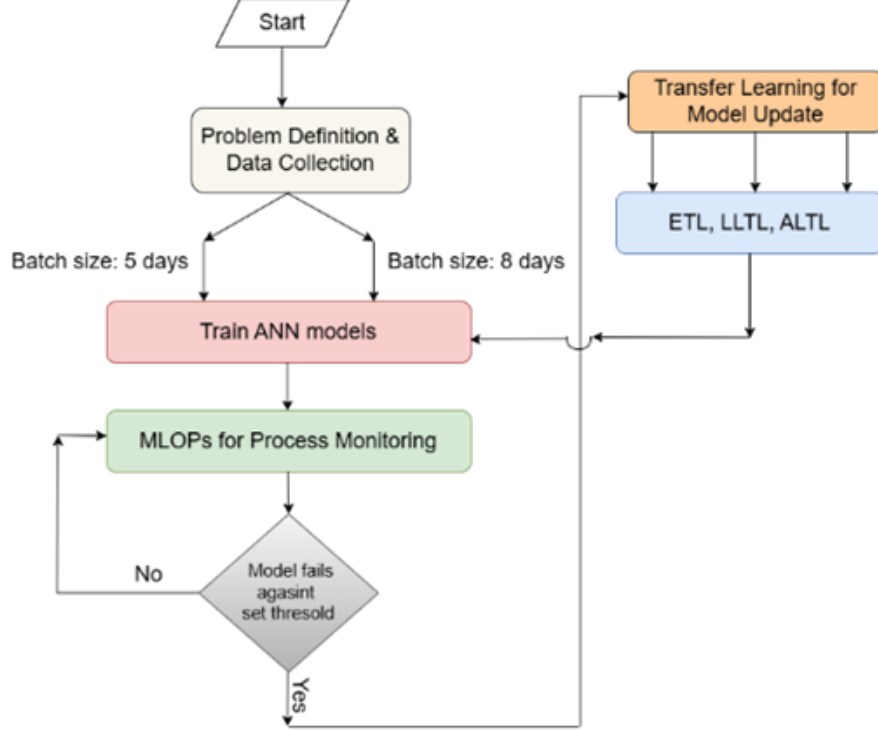 Start
Problem Definition &
Data Collection
Batch size: 5 days
Batch size: 8 days
Train ANN models
MLOPs for Process Monitoring
Model fails
agasint
set thresold
No
Yes
Transfer Learning for
Model Update
ETL, LLTL, ALTL